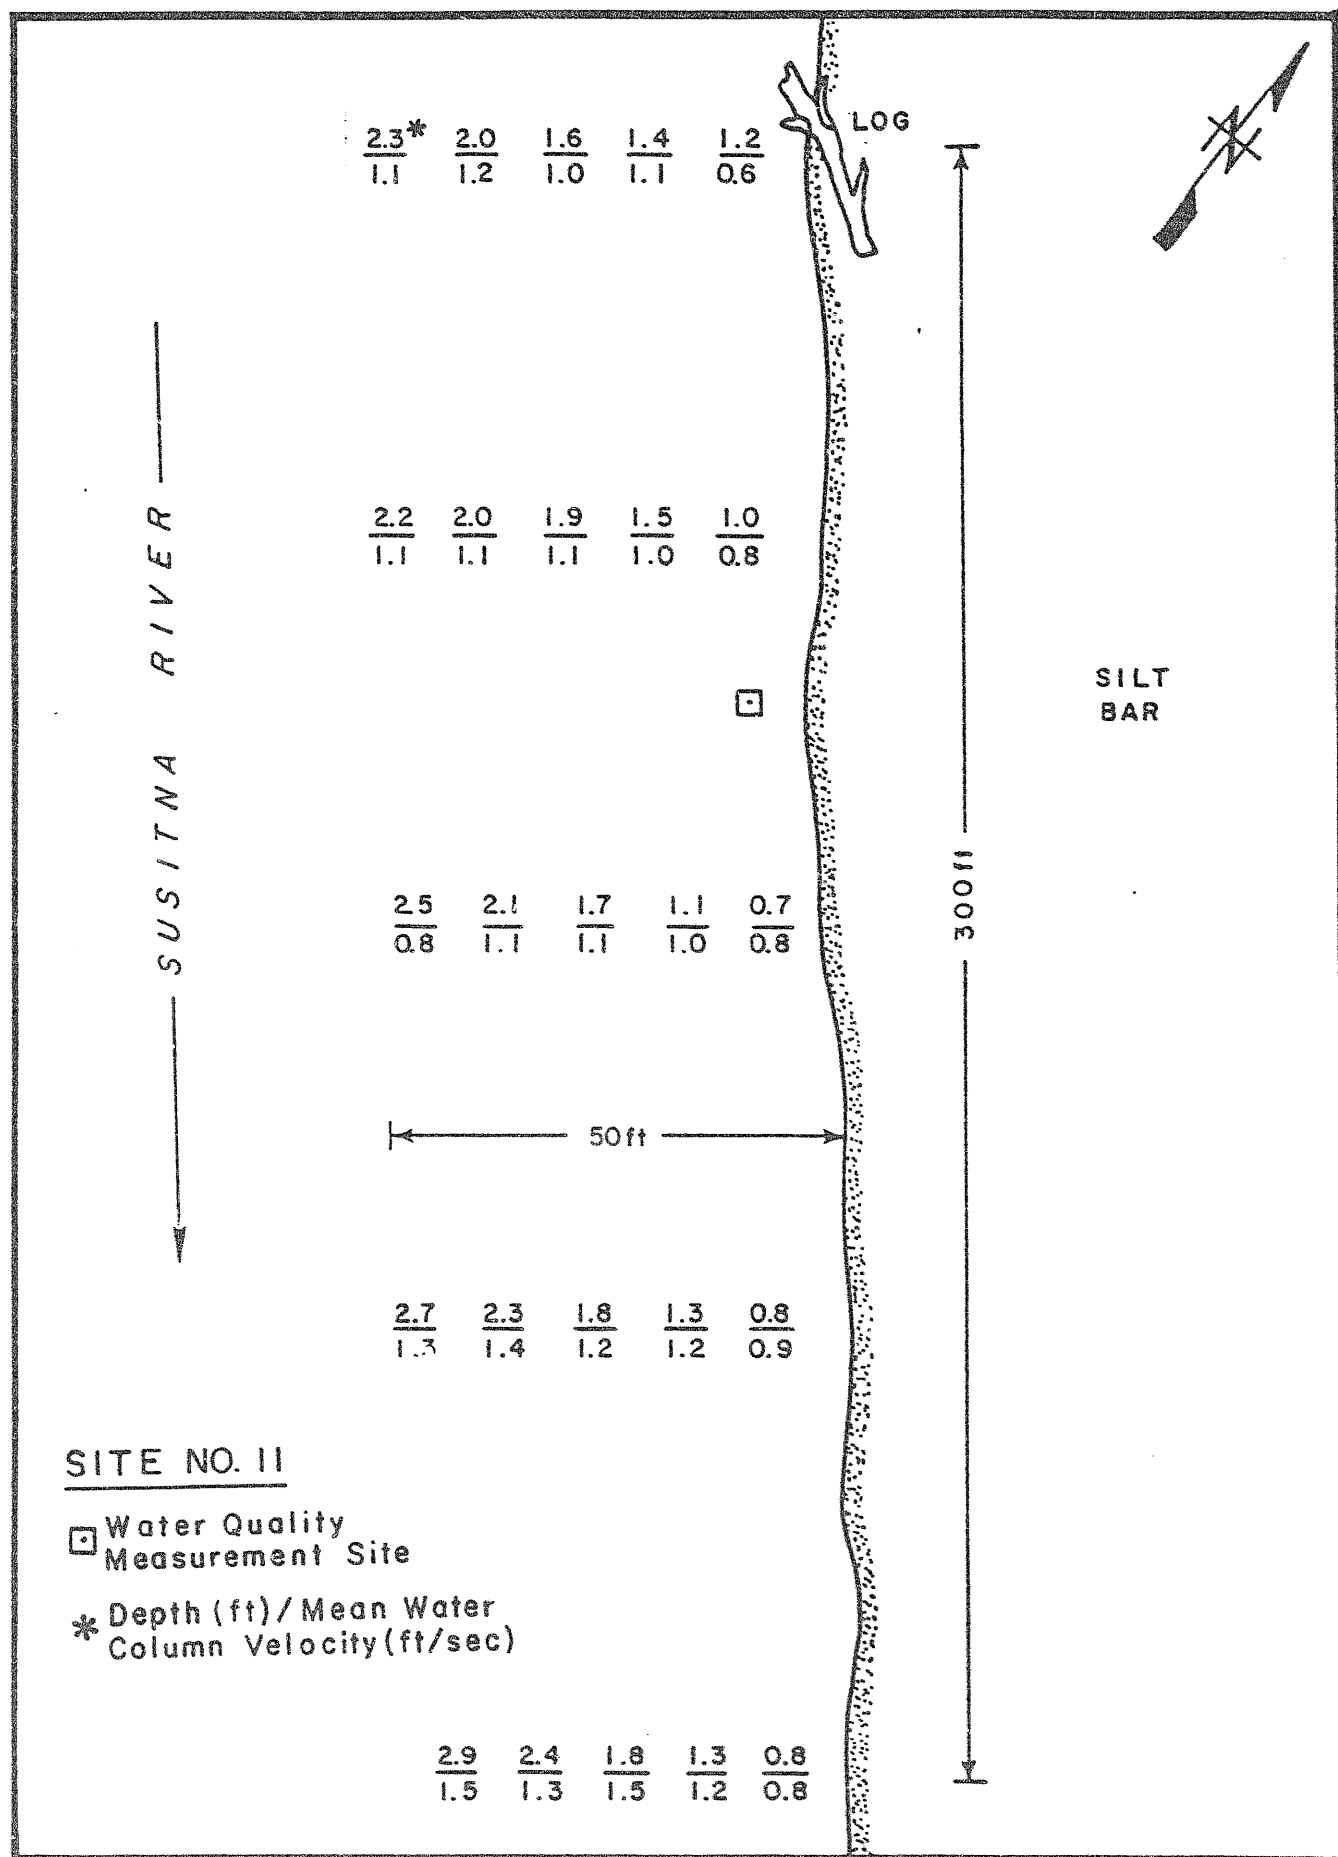 LOG
2.3* 2.0 1.6 1.4 1.2
1.1 1.2 1.0 1.1 0.6
N
2.2 2.0 1.9 1.5 1.0
1.1 1.1 1.1 1.0 0.8
SUSITNA RIVER
SILT
BAR
300ft
2.5 2.1 1.7 1.1 0.7
0.8 1.1 1.1 1.0 0.8
50ft
2.7 2.3 1.8 1.3 0.8
1.3 1.4 1.2 1.2 0.9
SITE NO. 11
Water Quality
Measurement Site
* Depth (ft)/Mean Water
Column Velocity (ft/sec)
2.9 2.4 1.8 1.3 0.8
1.5 1.3 1.5 1.2 0.8